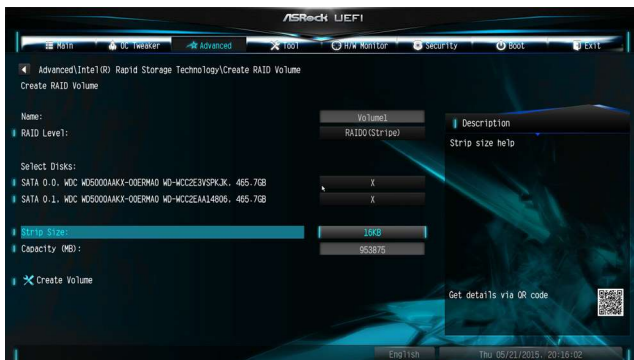 ASRock UEFI
Main OC Tweaker Advanced Tool H/W Monitor Security Boot Exit
Advanced\Intel(R) Rapid Storage Technology\Create RAID Volume
Create RAID Volume
Name: Volume1
RAID Level: RAID0(Stripe)
Select Disks:
SATA 0.0, WDC WD5000AAKX-00ERMA0 WD-WCC2E3VSPKJK, 465.7GB X
SATA 0.1, WDC WD5000AAKX-00ERMA0 WD-WCC2EAA14806, 465.7GB X
Strip Size: 16KB
Capacity (MB): 953875
Create Volume
Description
Strip size help
Get details via QR code
English Thu 05/21/2015, 20:16:02